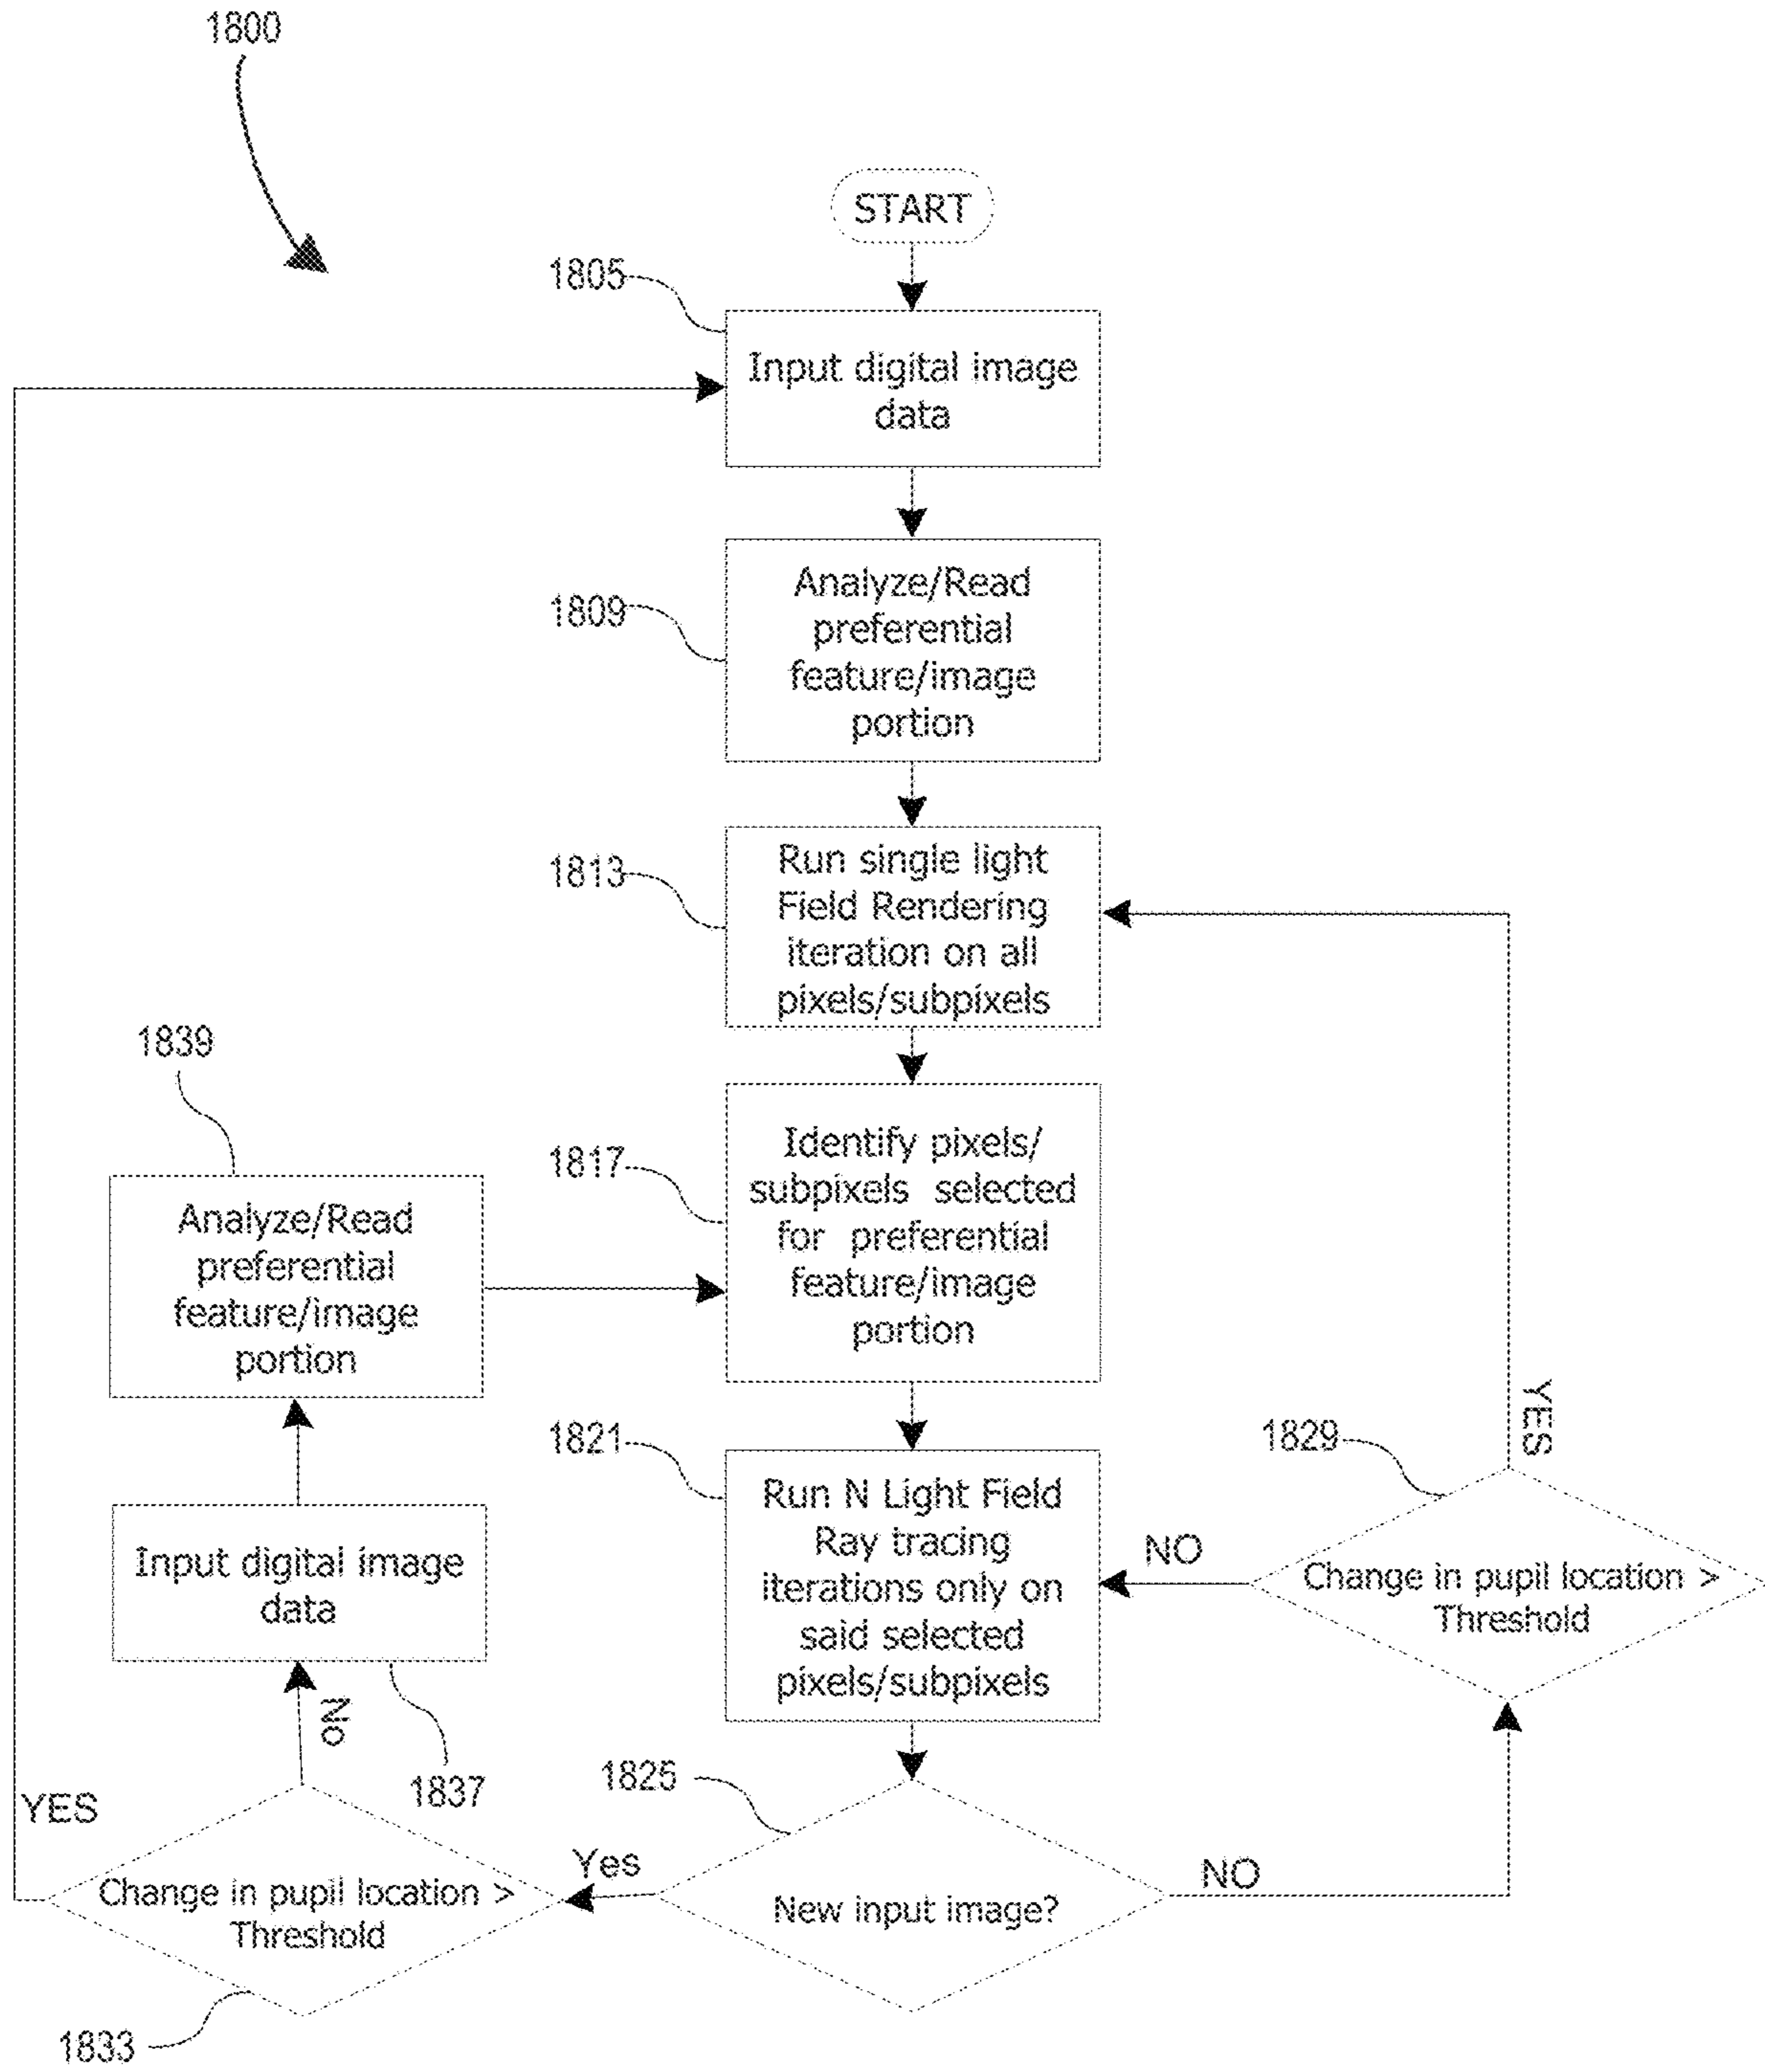 1800
START
1805
Input digital image
data
1809
Analyze/Read
preferential
feature/image
portion
1813
Run single light
Field Rendering
iteration on all
pixels/subpixels
1839
Analyze/Read
preferential
feature/image
portion
1817
Identify pixels/
subpixels selected
for preferential
feature/image
portion
YES
1829
1821
Run N Light Field
Ray tracing
iterations only on
said selected
pixels/subpixels
NO
Change in pupil location >
Threshold
Input digital image
data
No
1837
1825
YES
Yes
NO
Change in pupil location >
Threshold
New input image?
1833